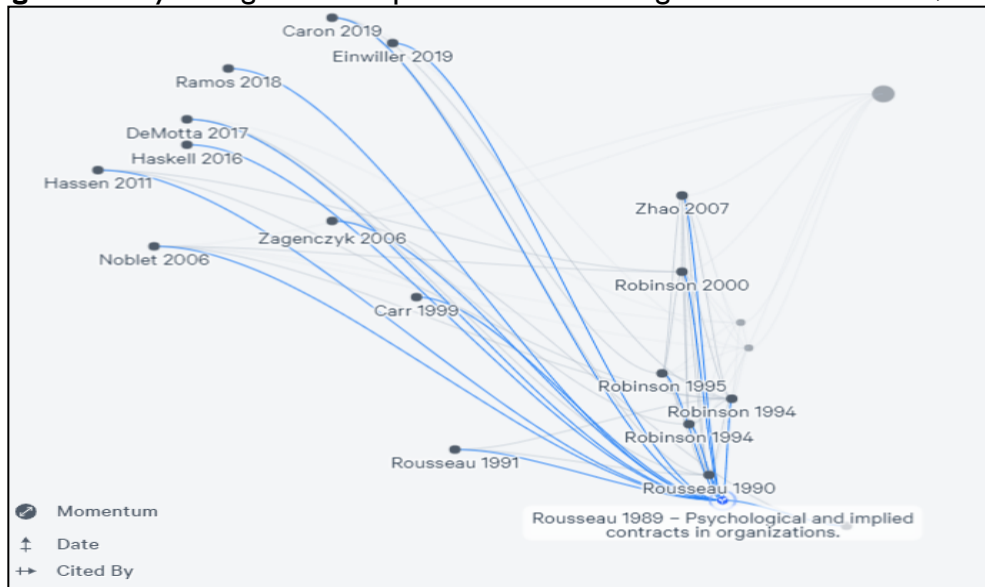 Caron 2019
Einwiller 2019
Ramos 2018
DeMotta 2017
Haskell 2016
Hassen 2011
Zhao 2007
Zagenczyk 2006
Noblet 2006
Robinson 2000
Carr 1999
Robinson 1995
Robinson 1994
Robinson 1994
Rousseau 1991
Rousseau 1990
Rousseau 1989 – Psychological and implied
contracts in organizations.
Momentum
Date
Cited By